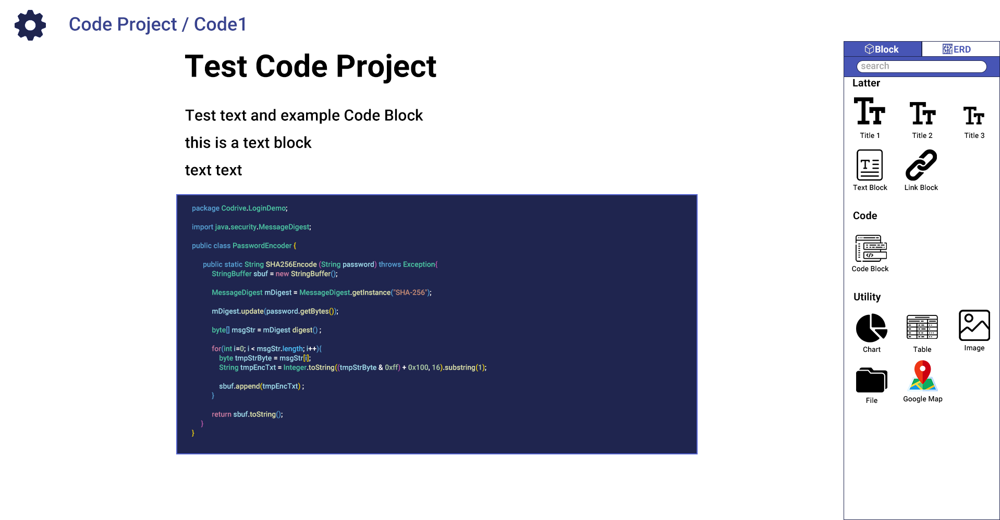 Code Project / Code1
Test Code Project
Test text and example Code Block
this is a text block
text text
package Codrive.LoginDemo;
import java.security.MessageDigest;
public class PasswordEncoder {
public static String SHA256Encode (String password) throws Exception{
StringBuffer sbuf = new StringBuffer();
MessageDigest mDigest = MessageDigest.getInstance("SHA-256");
mDigest.update(password.getBytes());
byte[] msgStr = mDigest digest() ;
for(int i=0; i < msgStr.length; i++){
byte tmpStrByte = msgStr[i];
String tmpEncTxt = Integer.toString((tmpStrByte & 0xff) + 0x100, 16).substring(1);
sbuf.append(tmpEncTxt) ;
}
return sbuf.toString();
}
}
Block ERD
search
Latter
Title 1 Title 2 Title 3
Text Block Link Block
Code
Code Block
Utility
Chart Table Image
File Google Map